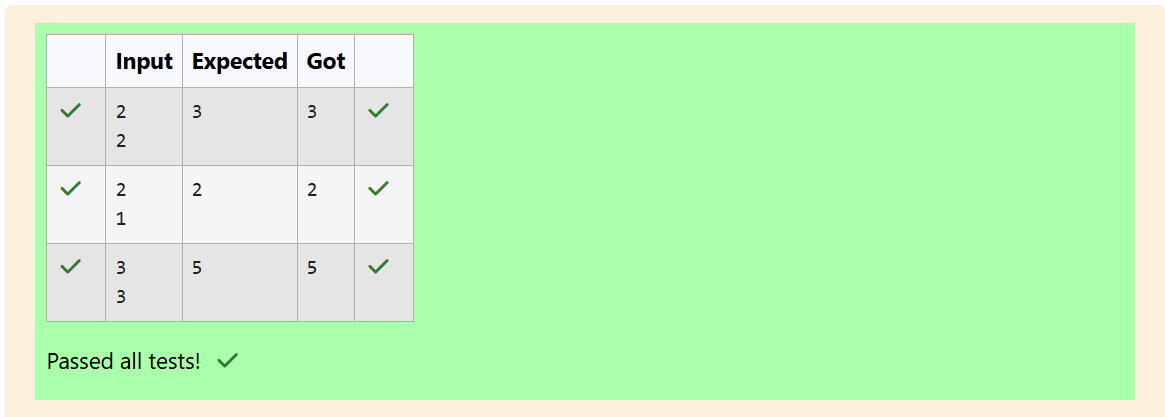 Input Expected Got
2 3 3
2
2 2 2
1
3 5 5
3
Passed all tests!